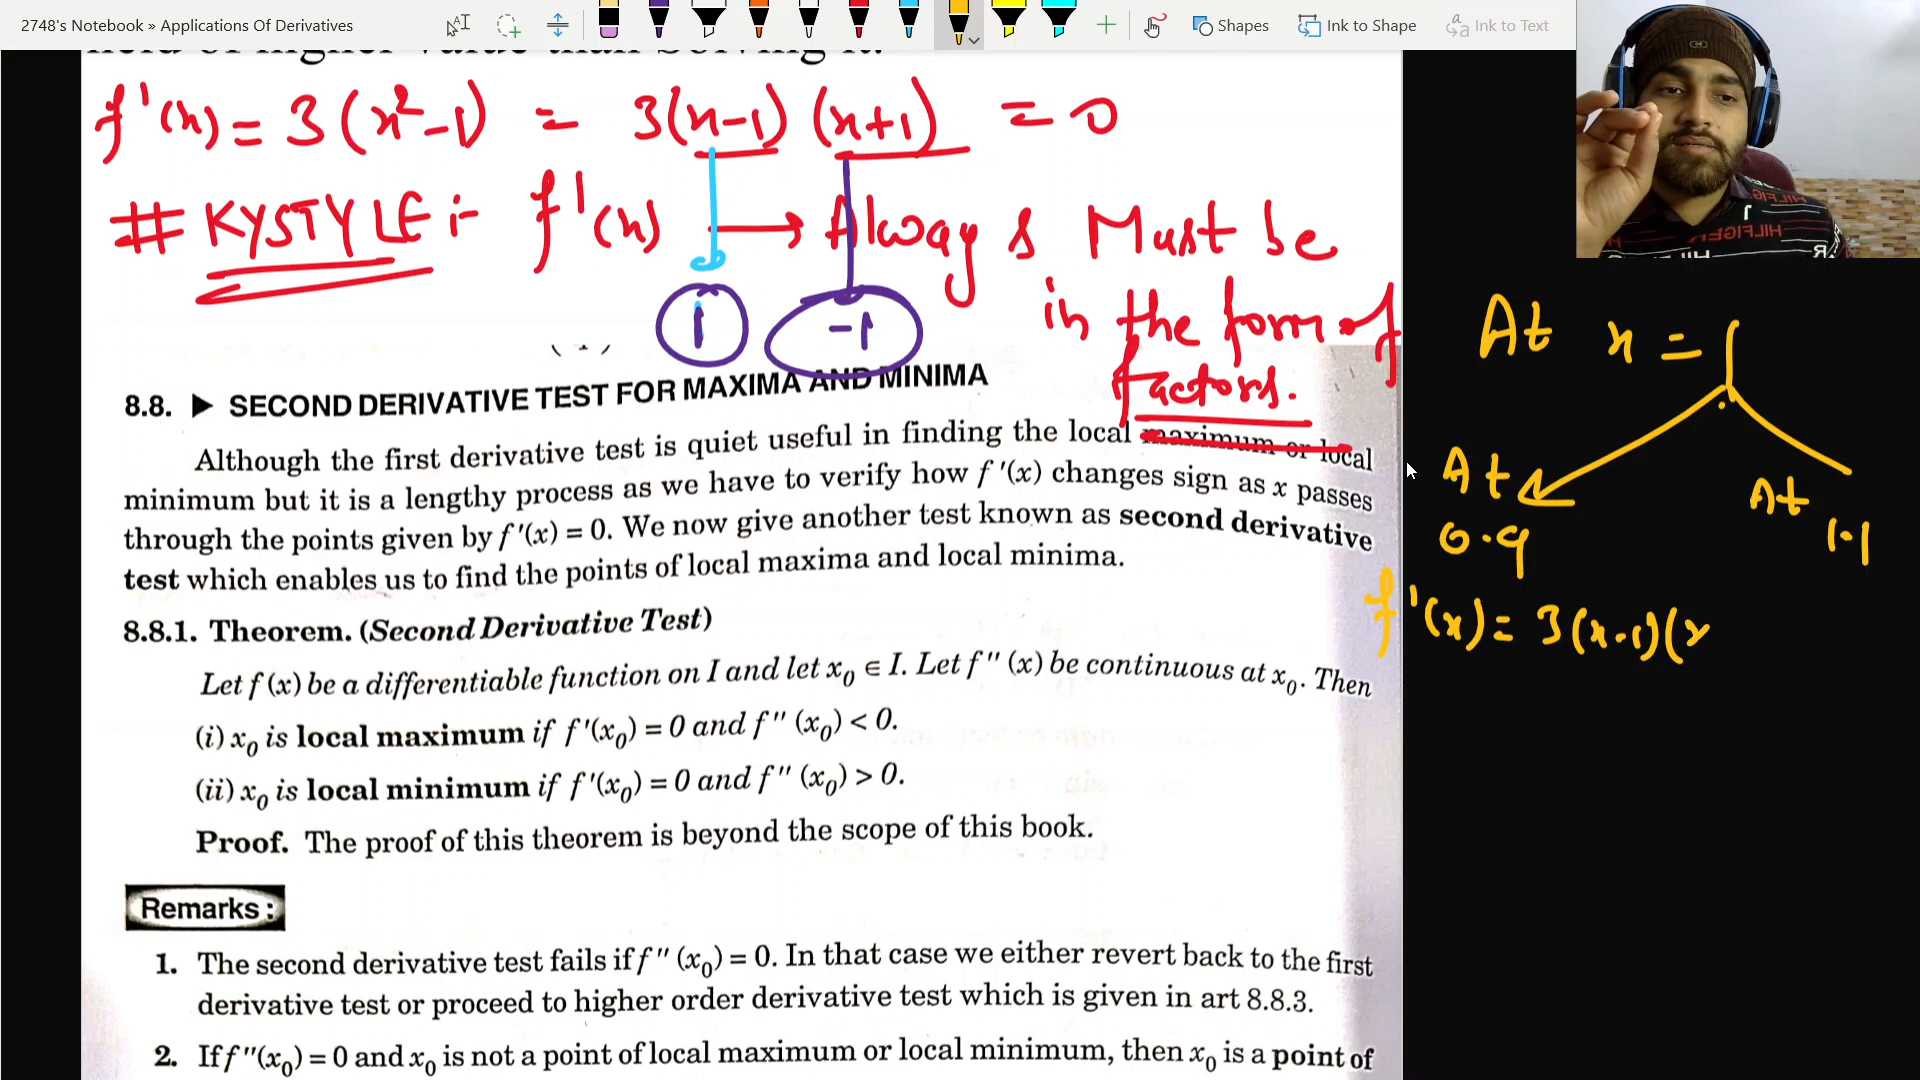 2748's Notebook » Applications Of Derivatives
Shapes
Ink to Shape
Ink to Text
field of higher value than solving it.
f'(x) = 3(x²-1) = 3(x-1) (x+1) = 0
# KYSTYLE :- f'(x) → Always Must be
in the form of
factors.
1 -1
8.8. ▶ SECOND DERIVATIVE TEST FOR MAXIMA AND MINIMA
Although the first derivative test is quiet useful in finding the local maximum or local
minimum but it is a lengthy process as we have to verify how f '(x) changes sign as x passes
through the points given by f '(x) = 0. We now give another test known as second derivative
test which enables us to find the points of local maxima and local minima.
8.8.1. Theorem. (Second Derivative Test)
Let f (x) be a differentiable function on I and let x₀ ∈ I. Let f '' (x) be continuous at x₀. Then
(i) x₀ is local maximum if f '(x₀) = 0 and f '' (x₀) < 0.
(ii) x₀ is local minimum if f '(x₀) = 0 and f '' (x₀) > 0.
Proof. The proof of this theorem is beyond the scope of this book.
Remarks :
1. The second derivative test fails if f '' (x₀) = 0. In that case we either revert back to the first
derivative test or proceed to higher order derivative test which is given in art 8.8.3.
2. If f ''(x₀) = 0 and x₀ is not a point of local maximum or local minimum, then x₀ is a point of
At x = 1
At
0.9
At
1.1
f'(x) = 3(x-1)(x